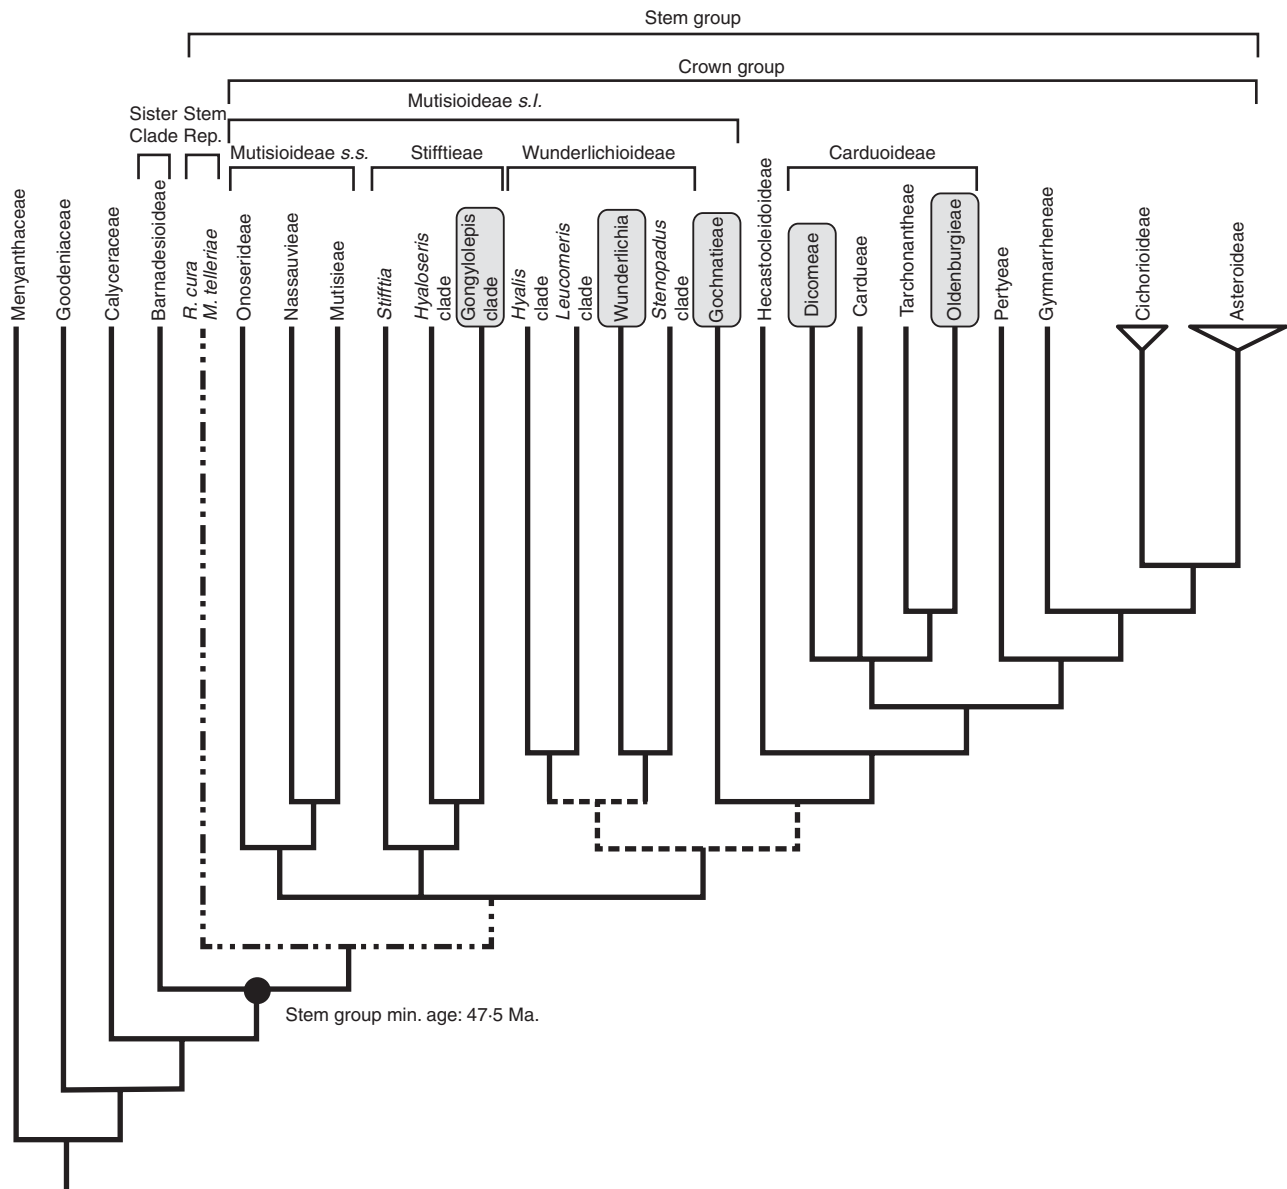 Stem group
Crown group
Mutisioideae s.l.
Sister Stem
Clade Rep.
Mutisioideae s.s.
Stifftieae
Wunderlichioideae
Carduoideae
Menyanthaceae
Goodeniaceae
Calyceraceae
Barnadesioideae
R. cura
M. telleriae
Onoserideae
Nassauvieae
Mutisieae
Stifftia
Hyaloseris
clade
Gongylolepis
clade
Hyalis
clade
Leucomeris
clade
Wunderlichia
Stenopadus
clade
Gochnatieae
Hecastocleidoideae
Dicomeae
Cardueae
Tarchonantheae
Oldenburgieae
Pertyeae
Gymnarrheneae
Cichorioideae
Asteroideae
Stem group min. age: 47·5 Ma.